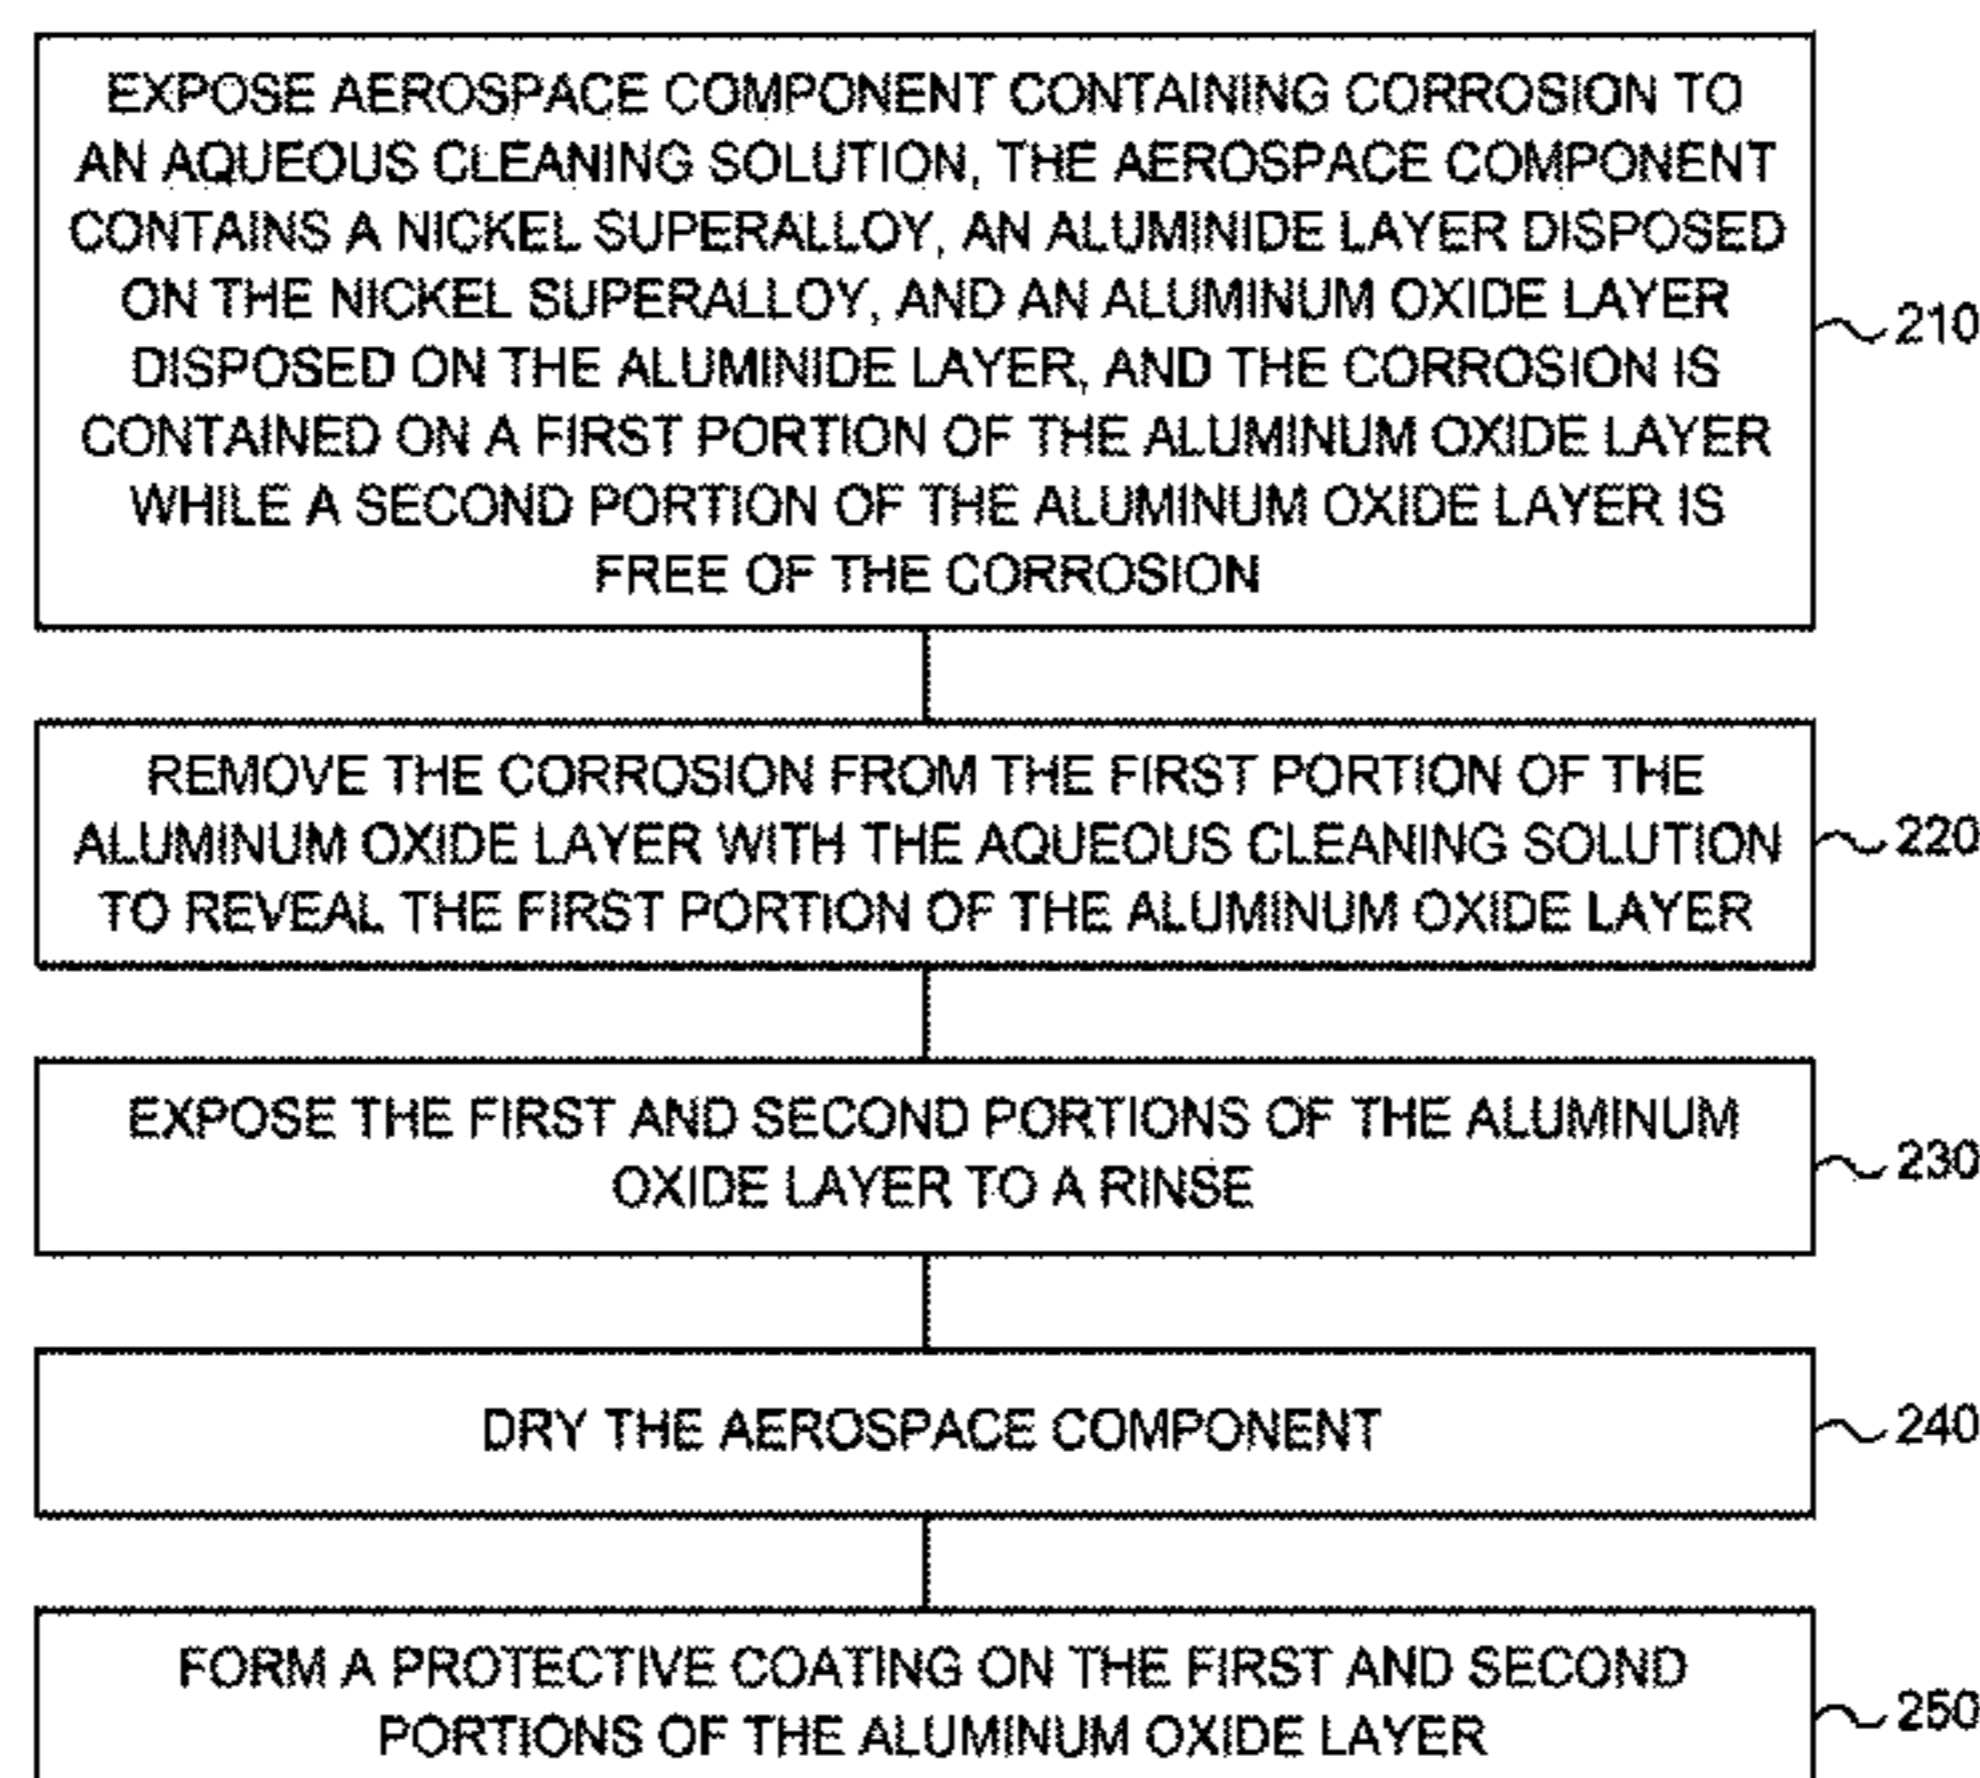 EXPOSE AEROSPACE COMPONENT CONTAINING CORROSION TO
AN AQUEOUS CLEANING SOLUTION, THE AEROSPACE COMPONENT
CONTAINS A NICKEL SUPERALLOY, AN ALUMINIDE LAYER DISPOSED
ON THE NICKEL SUPERALLOY, AND AN ALUMINUM OXIDE LAYER
DISPOSED ON THE ALUMINIDE LAYER, AND THE CORROSION IS
CONTAINED ON A FIRST PORTION OF THE ALUMINUM OXIDE LAYER
WHILE A SECOND PORTION OF THE ALUMINUM OXIDE LAYER IS
FREE OF THE CORROSION
210
REMOVE THE CORROSION FROM THE FIRST PORTION OF THE
ALUMINUM OXIDE LAYER WITH THE AQUEOUS CLEANING SOLUTION
TO REVEAL THE FIRST PORTION OF THE ALUMINUM OXIDE LAYER
220
EXPOSE THE FIRST AND SECOND PORTIONS OF THE ALUMINUM
OXIDE LAYER TO A RINSE
230
DRY THE AEROSPACE COMPONENT
240
FORM A PROTECTIVE COATING ON THE FIRST AND SECOND
PORTIONS OF THE ALUMINUM OXIDE LAYER
250